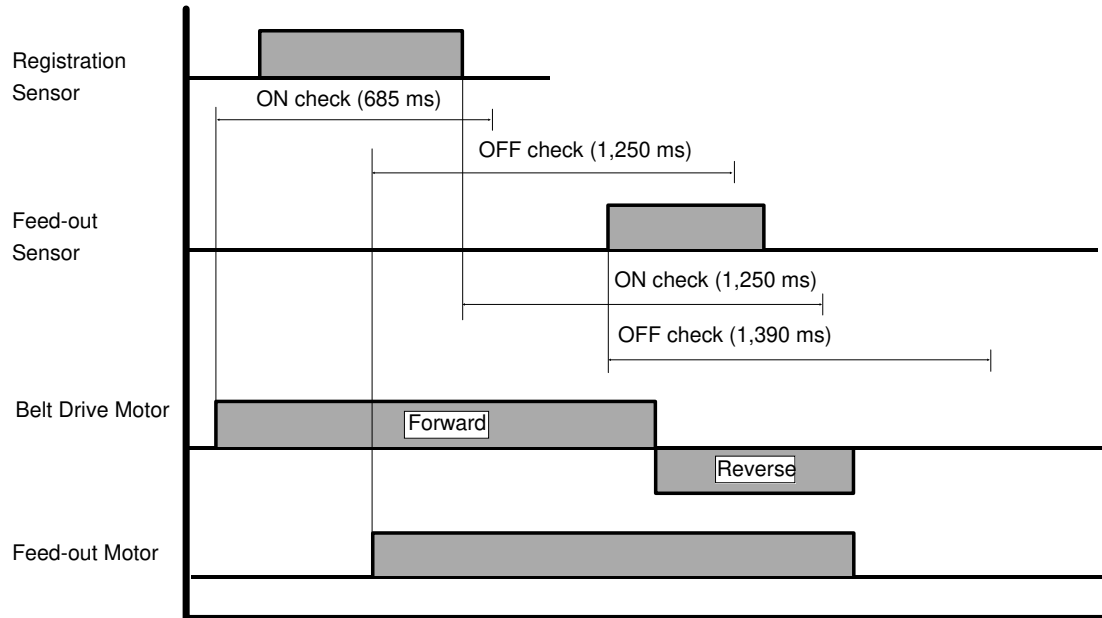 Registration
Sensor
ON check (685 ms)
OFF check (1,250 ms)
Feed-out
Sensor
ON check (1,250 ms)
OFF check (1,390 ms)
Belt Drive Motor
Forward
Reverse
Feed-out Motor